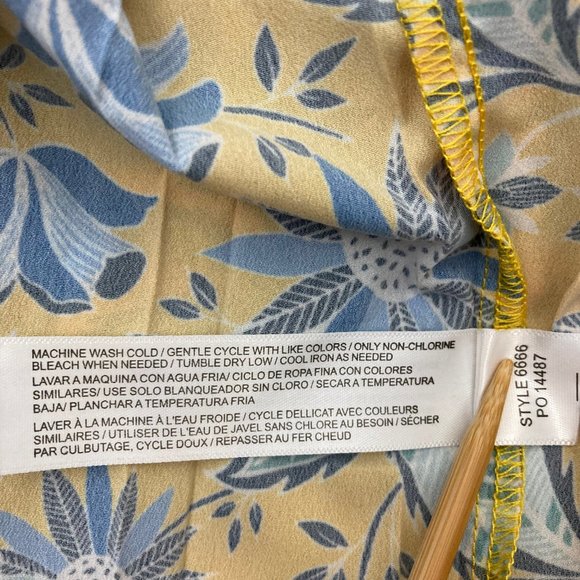 MACHINE WASH COLD / GENTLE CYCLE WITH LIKE COLORS / ONLY NON-CHLORINE
BLEACH WHEN NEEDED / TUMBLE DRY LOW / COOL IRON AS NEEDED
LAVAR A MAQUINA CON AGUA FRIA/ CICLO DE ROPA FINA CON COLORES
SIMILARES/ USE SOLO BLANQUEADOR SIN CLORO / SECAR A TEMPERATURA
BAJA/ PLANCHAR A TEMPERATURA FRIA
LAVER À LA MACHINE À L'EAU FROIDE / CYCLE DELLICAT AVEC COULEURS
SIMILAIRES / UTILISER DE L'EAU DE JAVEL SANS CHLORE AU BESOIN / SÉCHER
PAR CULBUTAGE, CYCLE DOUX / REPASSER AU FER CHEUD
STYLE 6666
PO 14487